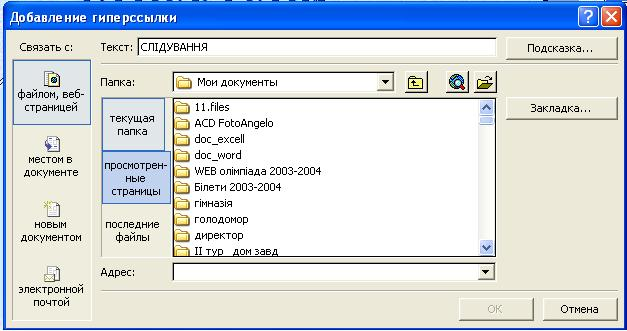 Добавление гиперссылки
Связать с:
Текст: СЛІДУВАННЯ
Подсказка...
файлом, веб-
страницей
местом в
документе
новым
документом
электронной
почтой
Папка: Мои документы
Закладка...
текущая
папка
просмотрен-
ные
страницы
последние
файлы
11.files
ACD FotoAngelo
doc_excell
doc_word
WEB олімпіада 2003-2004
Білети 2003-2004
гімназія
голодомор
директор
ІІ тур дом завд
Адрес:
ОК
Отмена